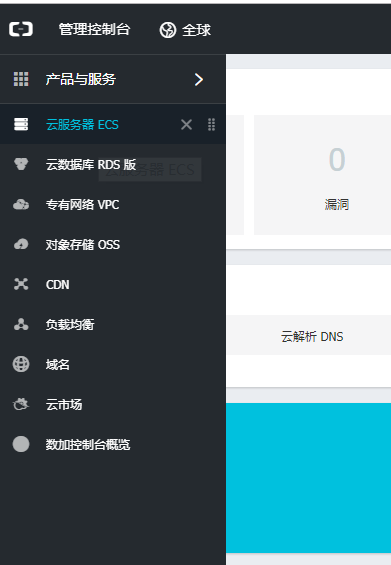 管理控制台 全球
产品与服务
云服务器 ECS
云数据库 RDS 版
云服务器 ECS
专有网络 VPC
对象存储 OSS
CDN
负载均衡
域名
云市场
数加控制台概览
0
漏洞
云解析 DNS